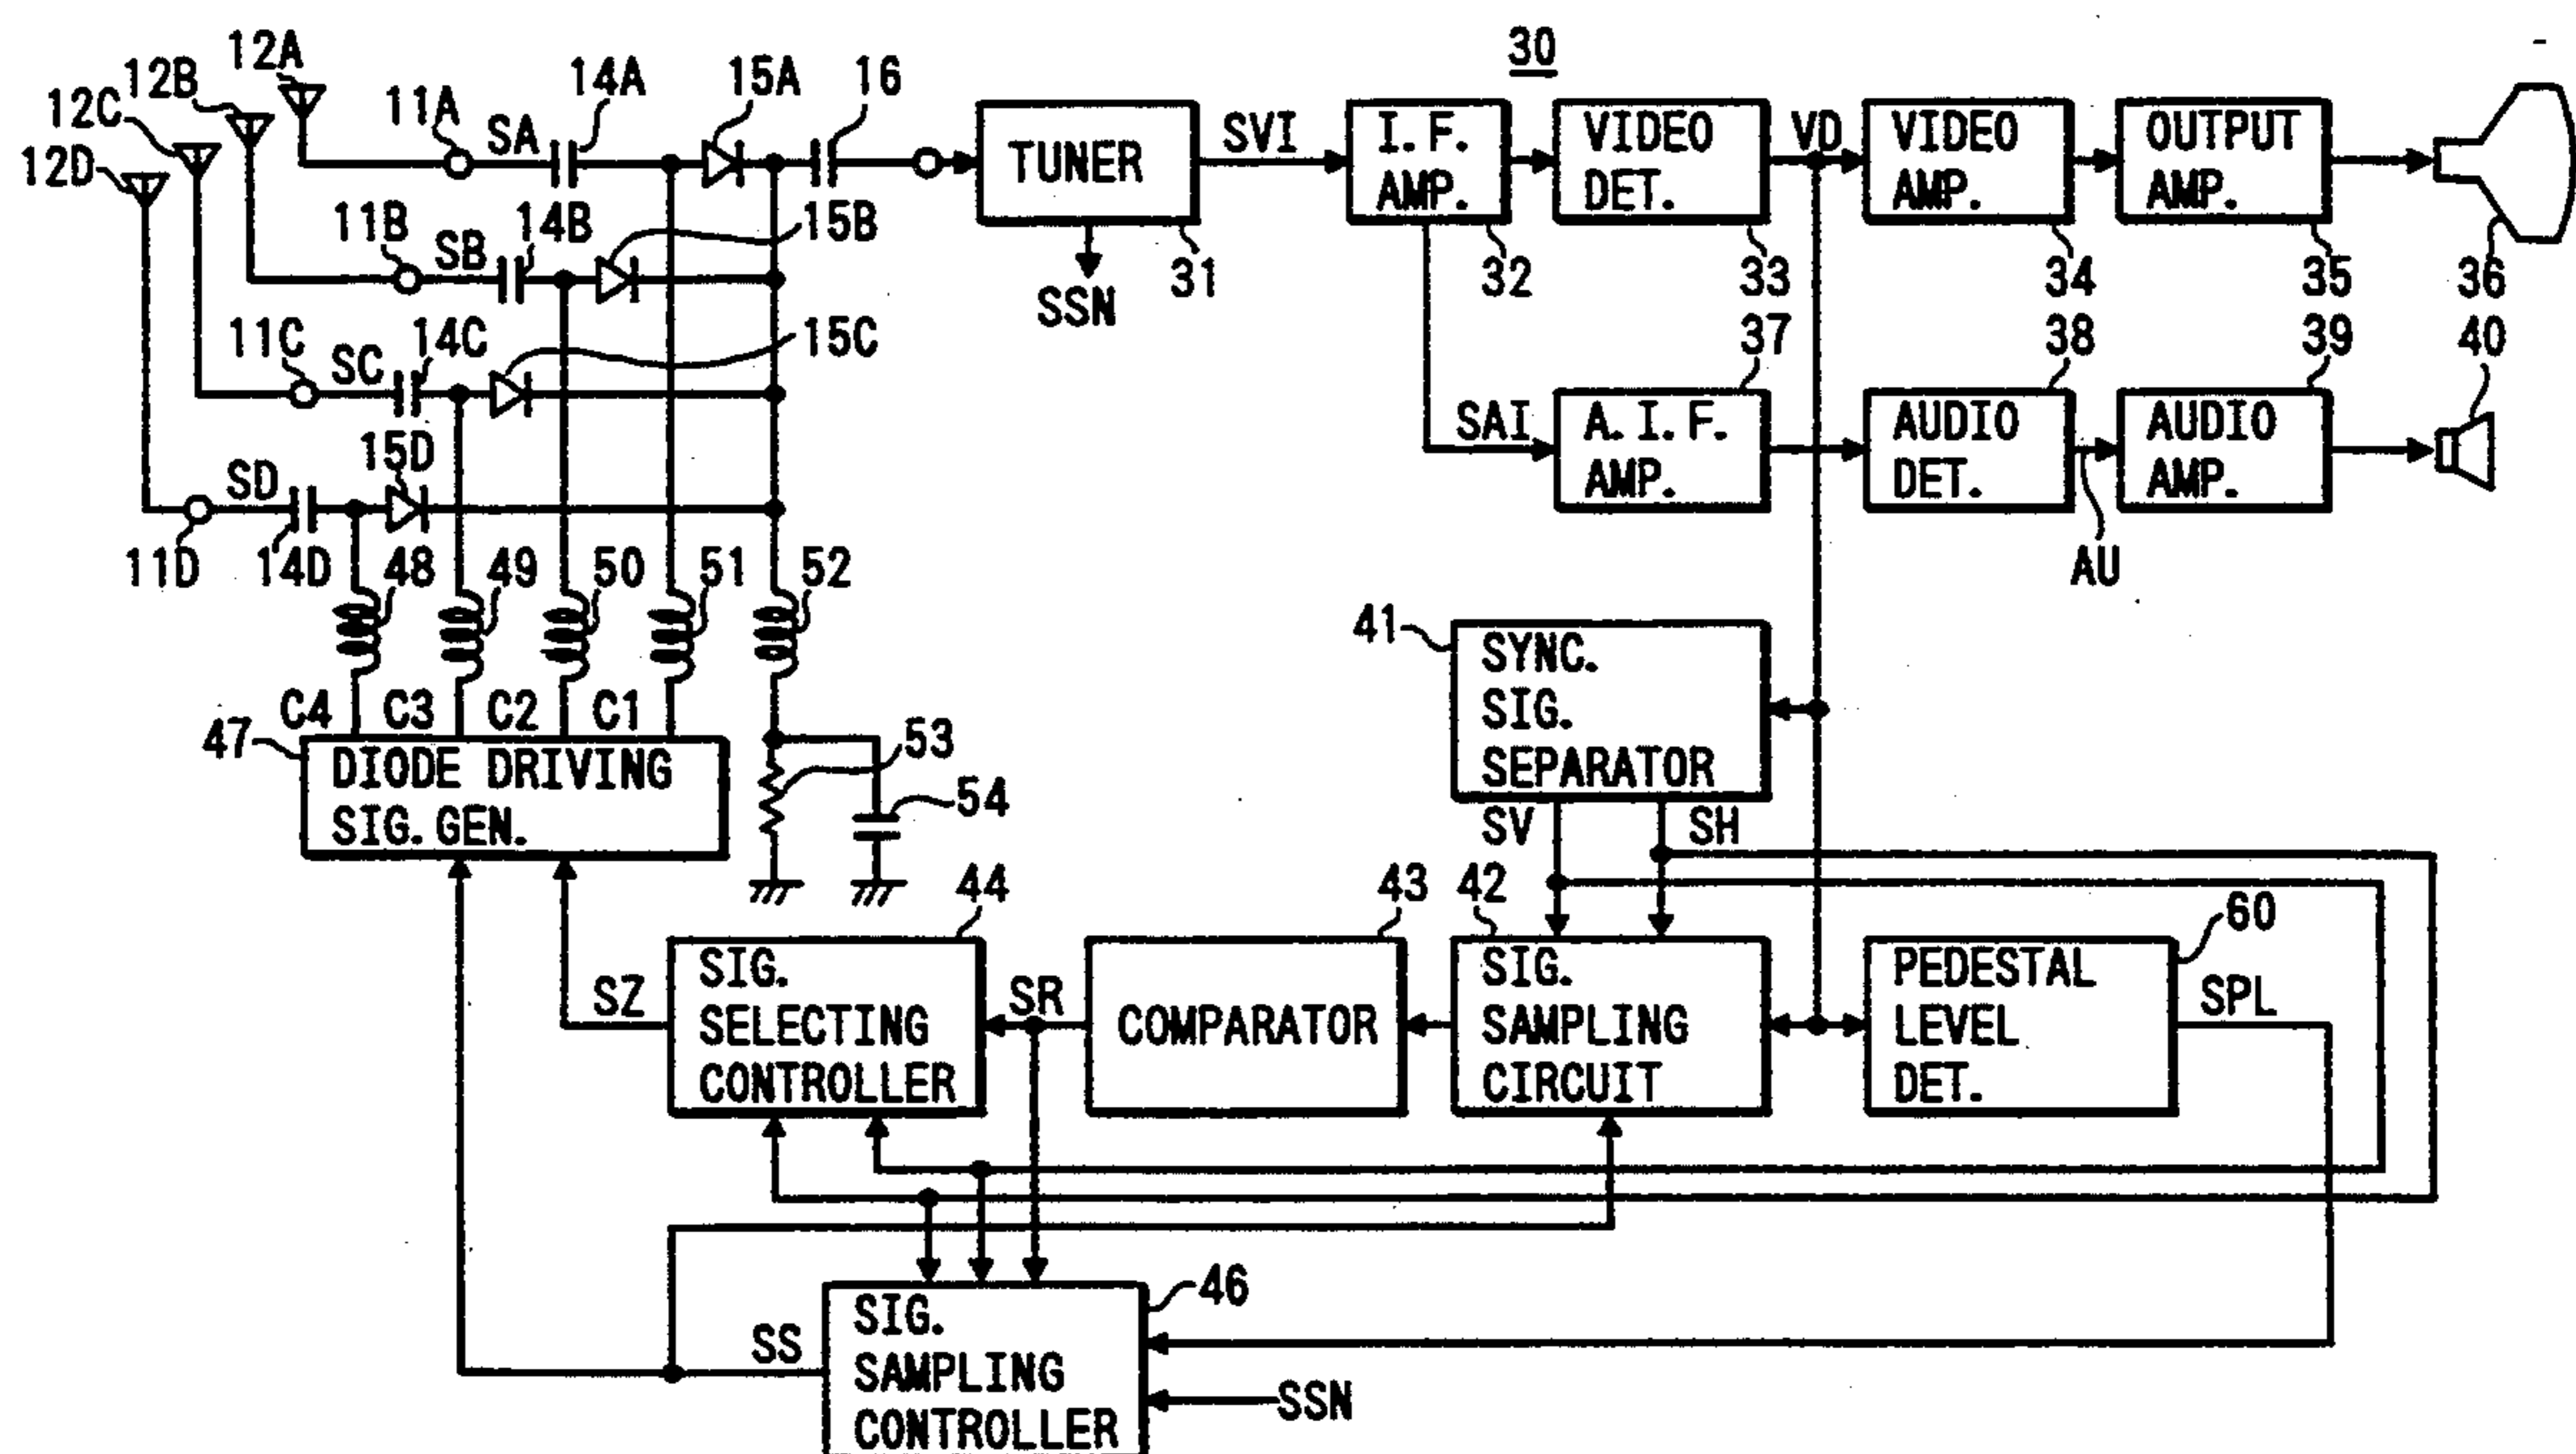 30
12A
14A
15A
16
12B
12C
12D
11A
SA
TUNER
SVI
I.F.
AMP.
VIDEO
DET.
VD
VIDEO
AMP.
OUTPUT
AMP.
11B
SB
14B
15B
SSN
31
32
33
34
35
36
11C
SC
14C
15C
37
38
39
40
SAI
A.I.F.
AMP.
AUDIO
DET.
AUDIO
AMP.
AU
15D
SD
11D
14D
48
49
50
51
52
41
SYNC.
SIG.
SEPARATOR
C4
C3
C2
C1
47
DIODE DRIVING
SIG. GEN.
53
54
SV
SH
44
43
42
60
SZ
SIG.
SELECTING
CONTROLLER
SR
COMPARATOR
SIG.
SAMPLING
CIRCUIT
PEDESTAL
LEVEL
DET.
SPL
46
SS
SIG.
SAMPLING
CONTROLLER
SSN